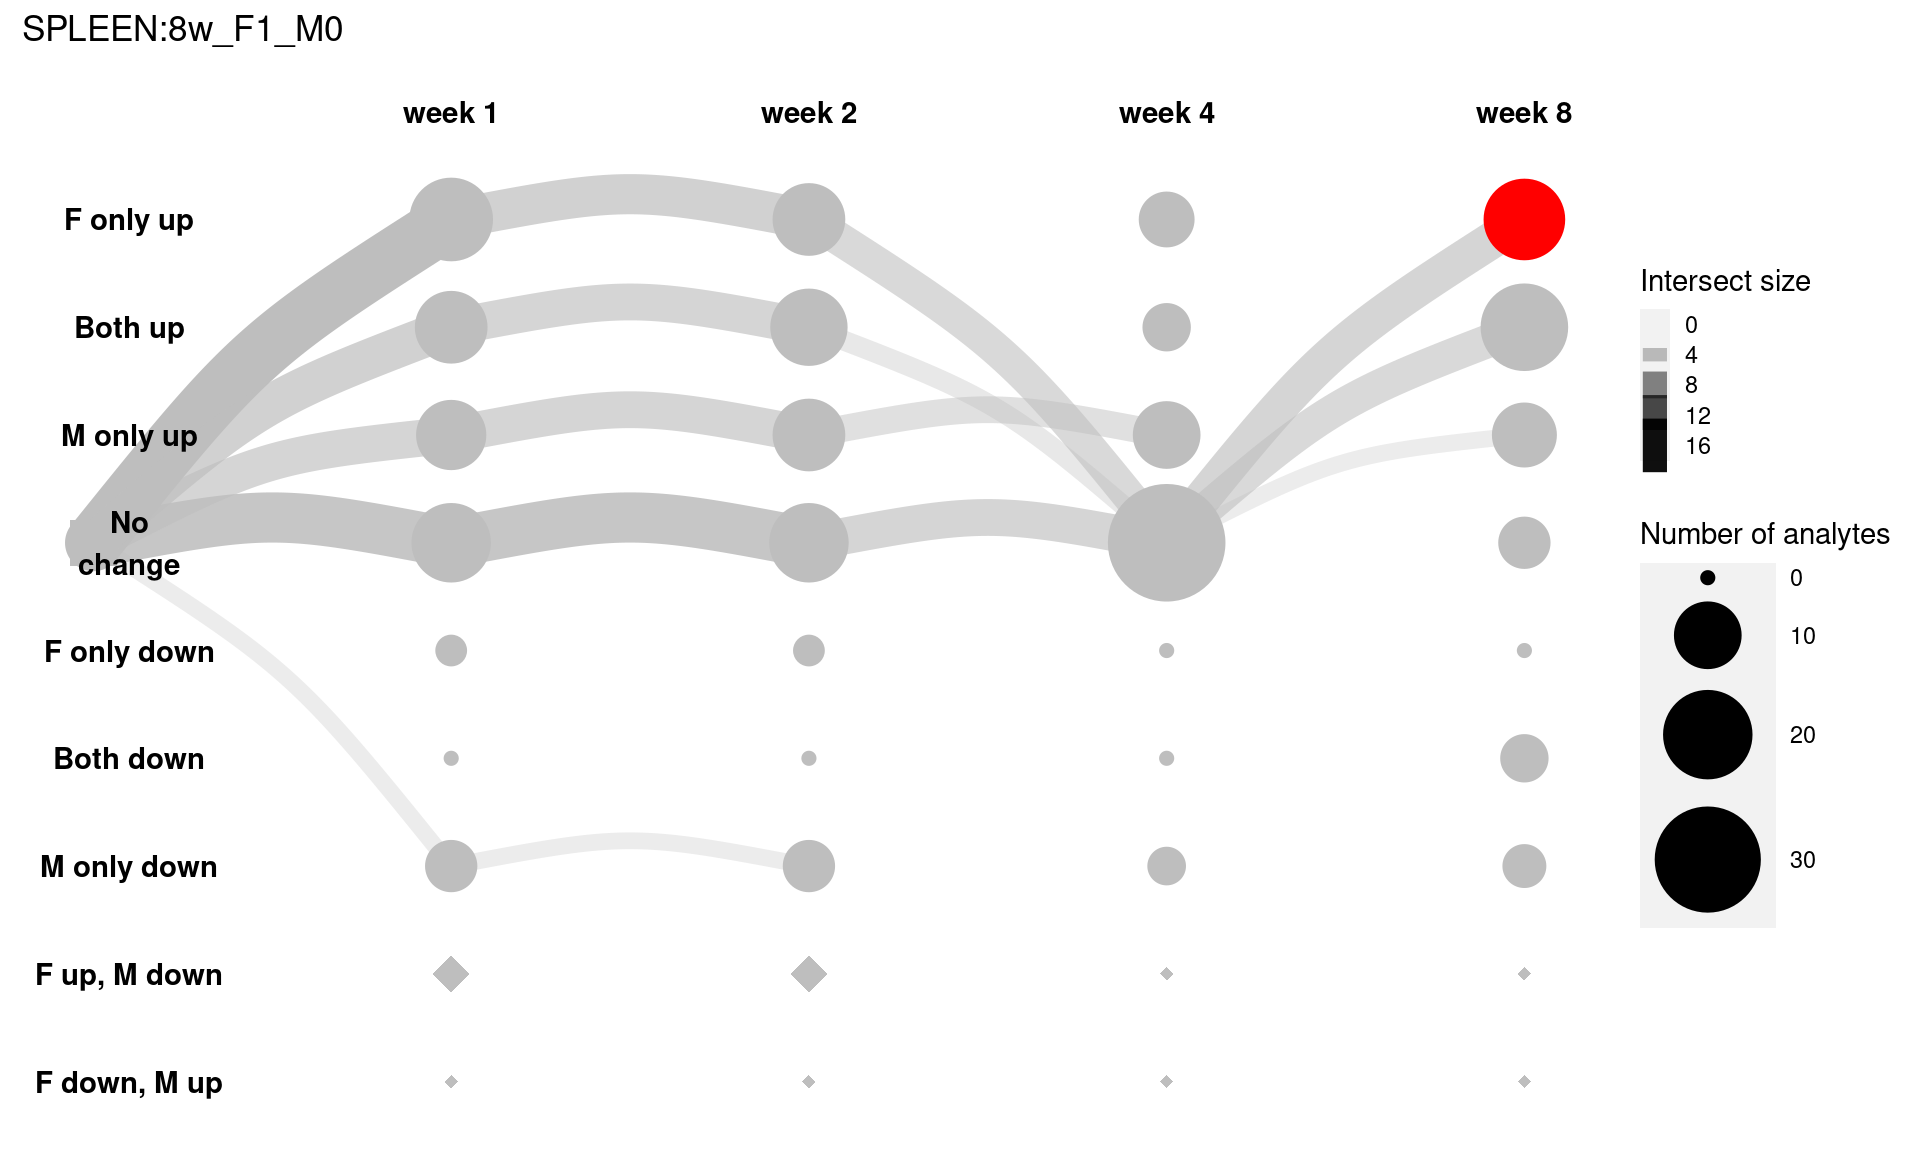 SPLEEN:8w_F1_M0
week 1
week 2
week 4
week 8
F only up
Both up
M only up
No
change
F only down
Both down
M only down
F up, M down
F down, M up
Intersect size
0
4
8
12
16
Number of analytes
0
10
20
30